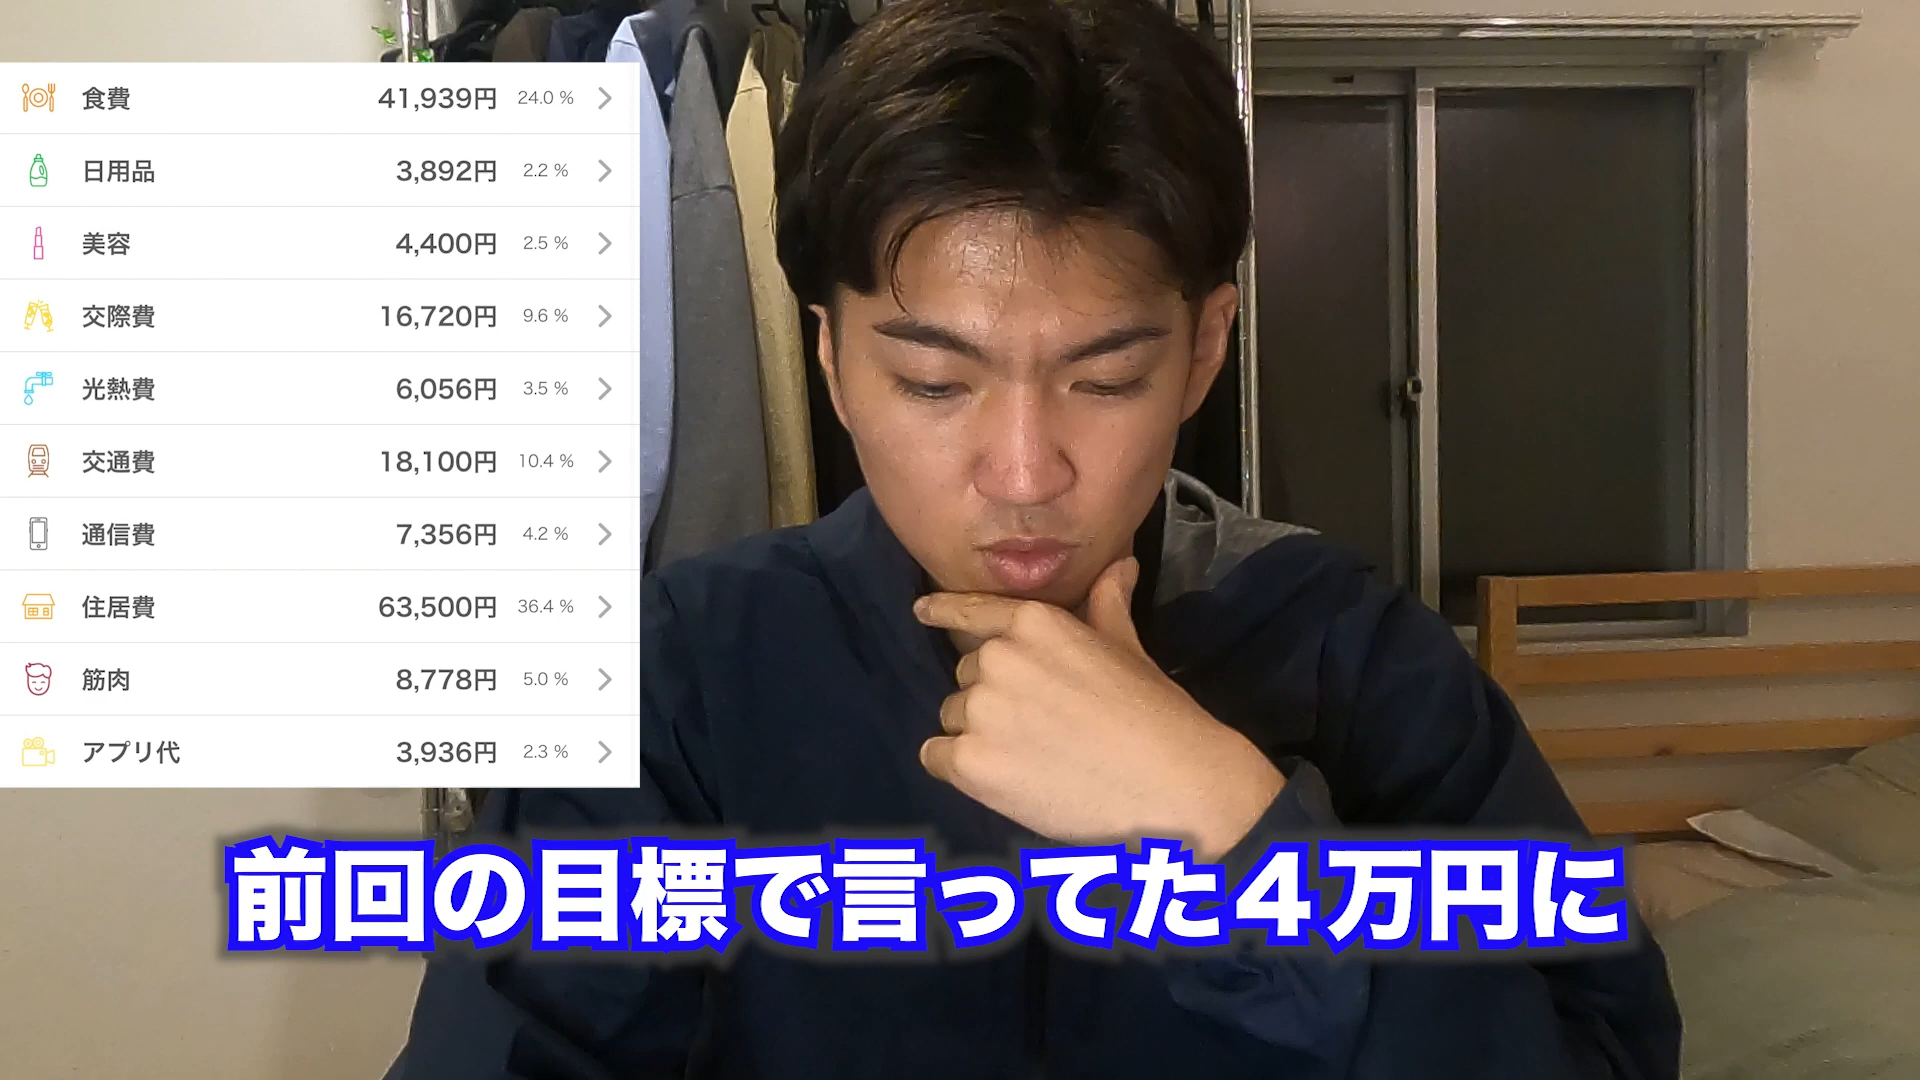 食費 41,939円 24.0 %
日用品 3,892円 2.2 %
美容 4,400円 2.5 %
交際費 16,720円 9.6 %
光熱費 6,056円 3.5 %
交通費 18,100円 10.4 %
通信費 7,356円 4.2 %
住居費 63,500円 36.4 %
筋肉 8,778円 5.0 %
アプリ代 3,936円 2.3 %
前回の目標で言ってた4万円に